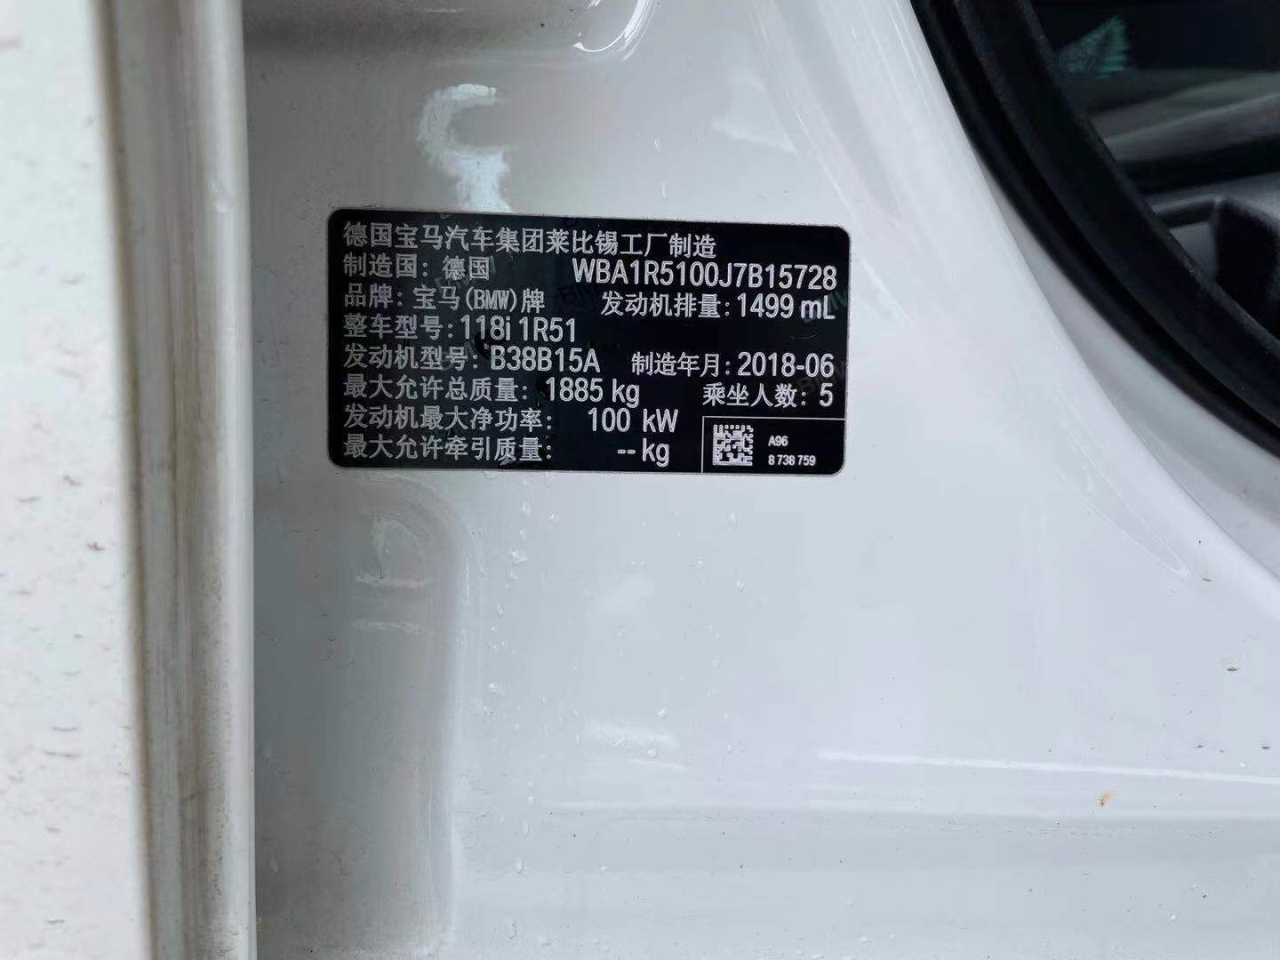 德国宝马汽车集团莱比锡工厂制造
制造国: 德国 WBA1R5100J7B15728
品牌: 宝马(BMW)牌 发动机排量: 1499 mL
整车型号: 118i 1R51
发动机型号: B38B15A 制造年月: 2018-06
最大允许总质量: 1885 kg 乘坐人数: 5
发动机最大净功率: 100 kW
最大允许牵引质量: -- kg
A96
8 738 759